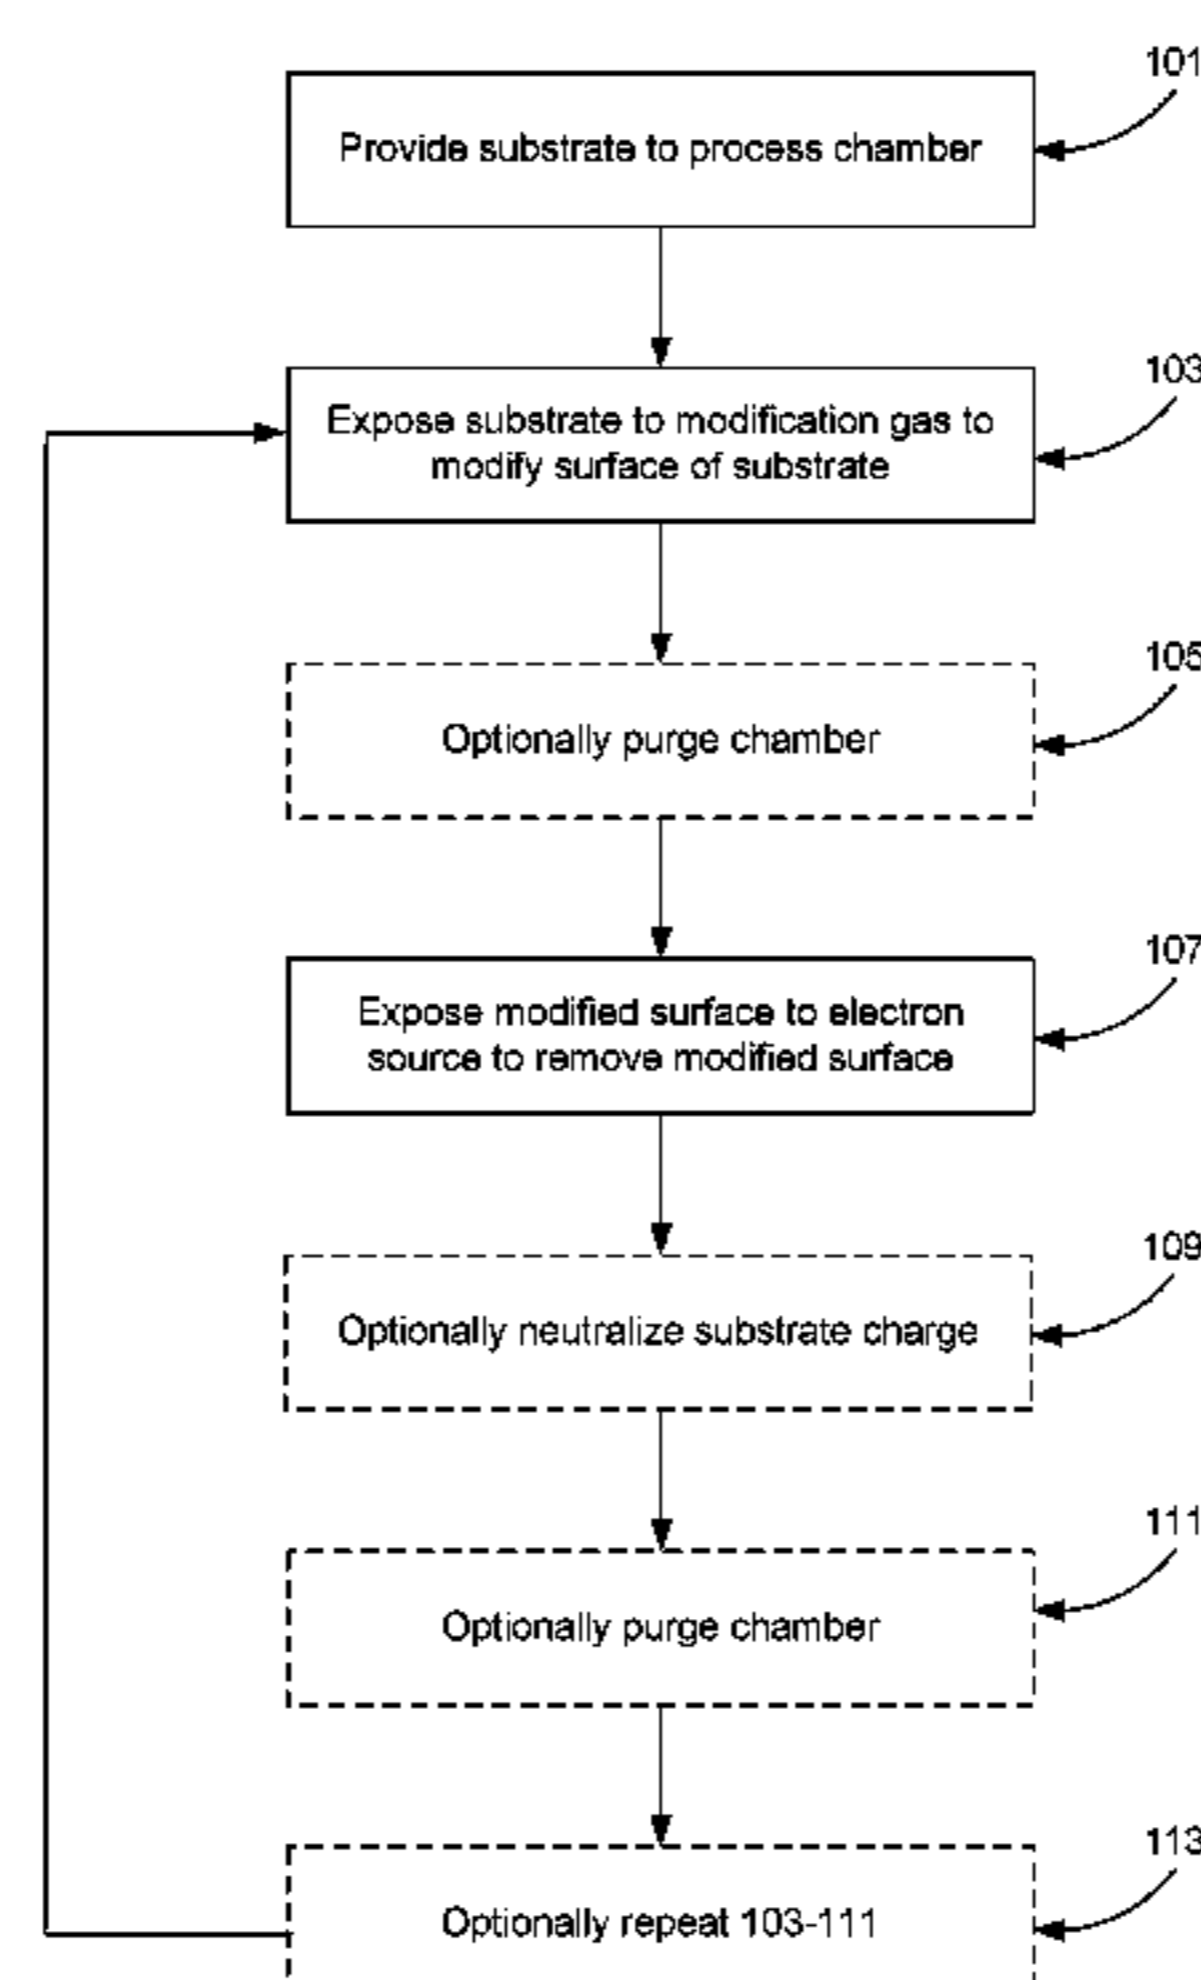 101
Provide substrate to process chamber
103
Expose substrate to modification gas to
modify surface of substrate
105
Optionally purge chamber
107
Expose modified surface to electron
source to remove modified surface
109
Optionally neutralize substrate charge
111
Optionally purge chamber
113
Optionally repeat 103-111